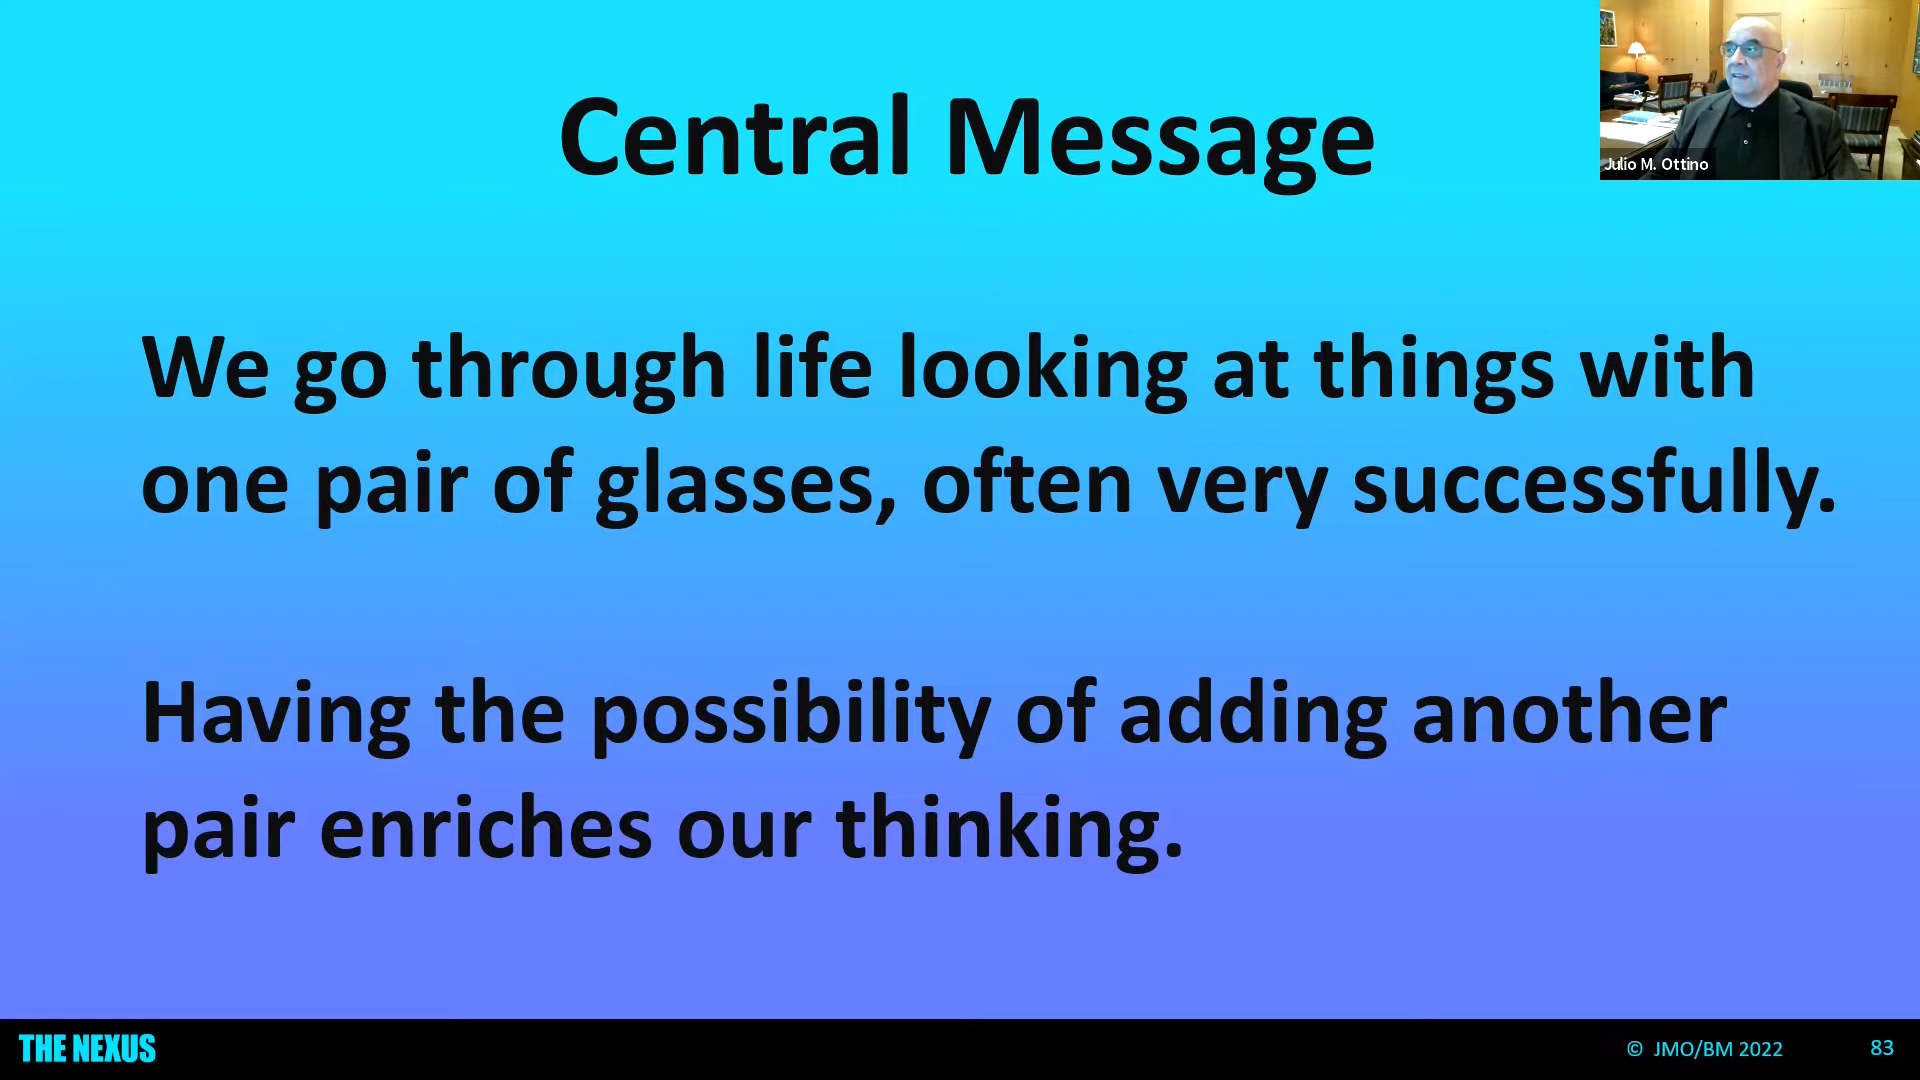 Central Message
Julio M. Ottino
We go through life looking at things with
one pair of glasses, often very successfully.
Having the possibility of adding another
pair enriches our thinking.
THE NEXUS
© JMO/BM 2022
83